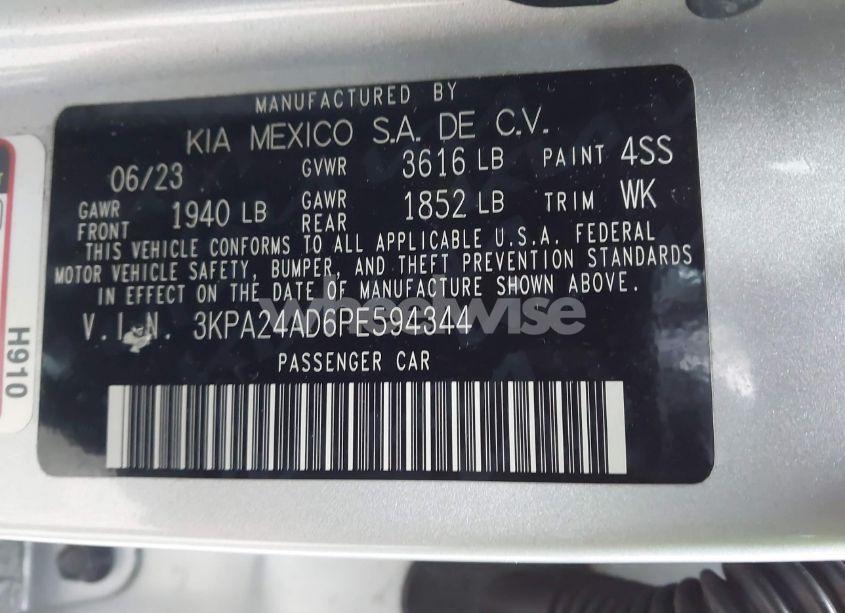 MANUFACTURED BY
KIA MEXICO S.A. DE C.V.
06/23 GVWR 3616 LB PAINT 4SS
GAWR FRONT 1940 LB GAWR REAR 1852 LB TRIM WK
THIS VEHICLE CONFORMS TO ALL APPLICABLE U.S.A. FEDERAL
MOTOR VEHICLE SAFETY, BUMPER, AND THEFT PREVENTION STANDARDS
IN EFFECT ON THE DATE OF MANUFACTURE SHOWN ABOVE.
wheelwise
V.I.N. 3KPA24AD6PE594344
PASSENGER CAR
H910